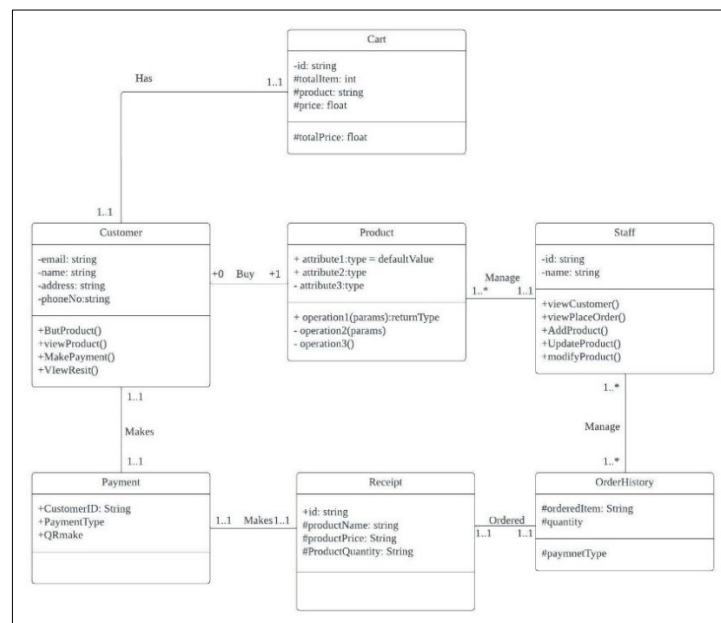 Cart
-id: string
#totalItem: int
#product: string
#price: float
#totalPrice: float
Has
1..1
1..1
Customer
-email: string
-name: string
-address: string
-phoneNo:string
+ButProduct()
+viewProduct()
+MakePayment()
+VIewResit()
+0 Buy +1
Product
+ attribute1:type = defaultValue
+ attribute2:type
- attribute3:type
+ operation1(params):returnType
- operation2(params)
- operation3()
Manage
1..* 1..1
Staff
-id: string
-name: string
+viewCustomer()
+viewPlaceOrder()
+AddProduct()
+UpdateProduct()
+modifyProduct()
1..1
Makes
1..1
1..*
Manage
1..*
Payment
+CustomerID: String
+PaymentType
+QRmake
1..1 Makes 1..1
Receipt
+id: string
#productName: string
#productPrice: String
#ProductQuantity: String
Ordered
1..1 1..1
OrderHistory
#orderedItem: String
#quantity
#paymnetType